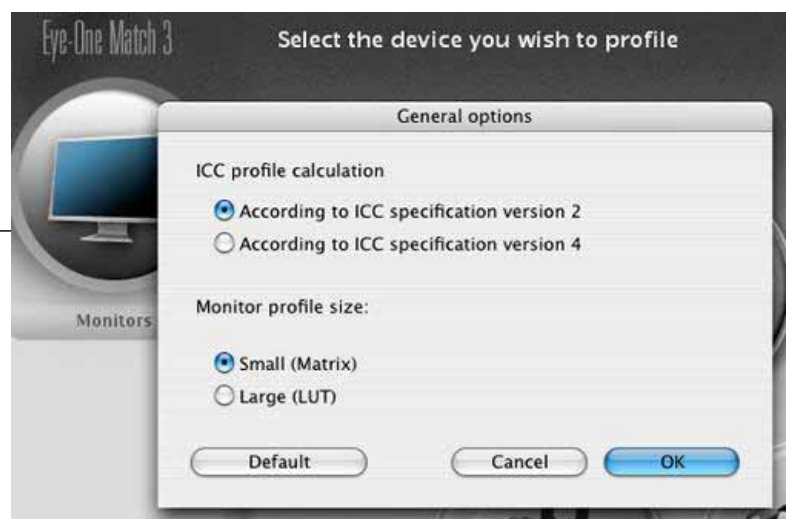 Eye-One Match 3
Select the device you wish to profile
General options
ICC profile calculation
According to ICC specification version 2
According to ICC specification version 4
Monitors
Monitor profile size:
Small (Matrix)
Large (LUT)
Default
Cancel
OK